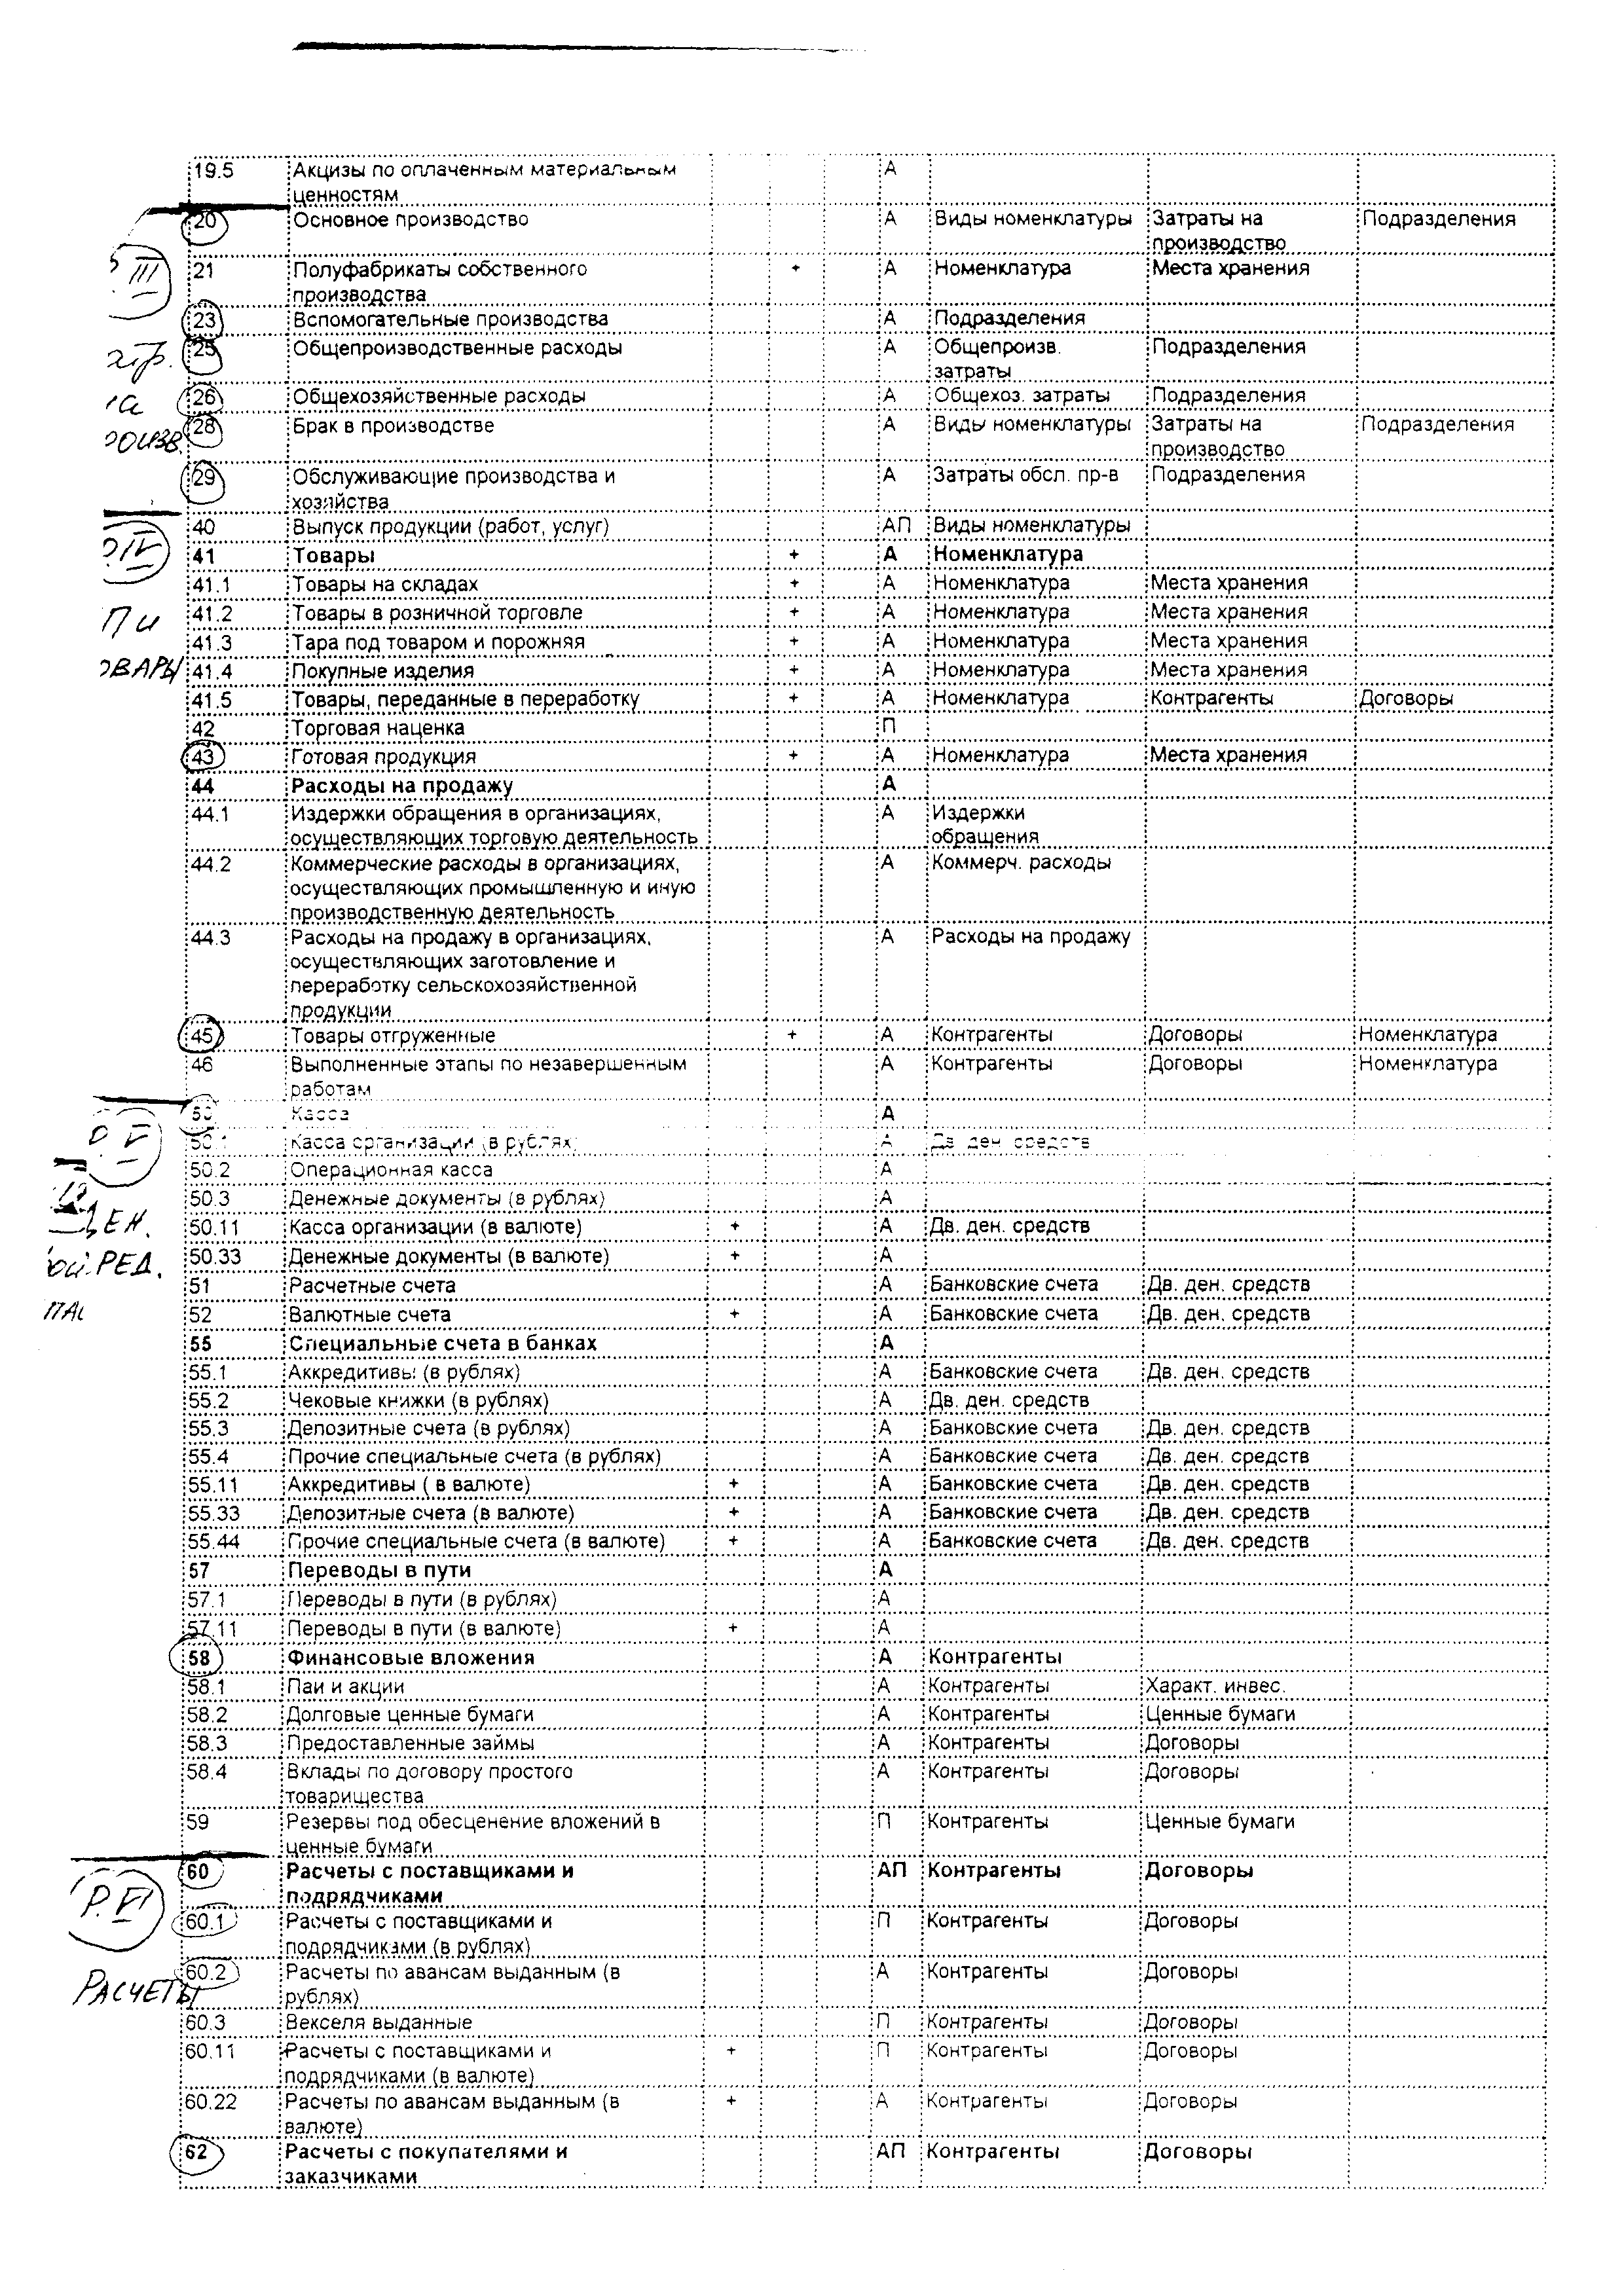 19.5 Акцизы по оплаченным материальным А
ценностям
20 Основное производство А Виды номенклатуры Затраты на Подразделения
производство
III
21 Полуфабрикаты собственного + А Номенклатура Места хранения
производства
23 Вспомогательные производства А Подразделения
25 Общепроизводственные расходы А Общепроизв. Подразделения
затраты
26 Общехозяйственные расходы А Общехоз. затраты Подразделения
28 Брак в производстве А Виды номенклатуры Затраты на Подразделения
производство
29 Обслуживающие производства и А Затраты обсл. пр-в Подразделения
хозяйства
40 Выпуск продукции (работ, услуг) АП Виды номенклатуры
IV
41 Товары + А Номенклатура
41.1 Товары на складах + А Номенклатура Места хранения
41.2 Товары в розничной торговле + А Номенклатура Места хранения
ПИ
41.3 Тара под товаром и порожняя + А Номенклатура Места хранения
ОВАРЫ 41.4 Покупные изделия + А Номенклатура Места хранения
41.5 Товары, переданные в переработку + А Номенклатура Контрагенты Договоры
42 Торговая наценка П
43 Готовая продукция + А Номенклатура Места хранения
44 Расходы на продажу А
44.1 Издержки обращения в организациях, А Издержки
осуществляющих торговую деятельность обращения
44.2 Коммерческие расходы в организациях, А Коммерч. расходы
осуществляющих промышленную и иную
производственную деятельность
44.3 Расходы на продажу в организациях, А Расходы на продажу
осуществляющих заготовление и
переработку сельскохозяйственной
продукции
45 Товары отгруженные + А Контрагенты Договоры Номенклатура
46 Выполненные этапы по незавершенным А Контрагенты Договоры Номенклатура
работам
50 Касса А
50.1 Касса организации (в рублях) А Дв. ден. средств
50.2 Операционная касса А
50.3 Денежные документы (в рублях) А
ДЕН. 50.11 Касса организации (в валюте) + А Дв. ден. средств
50.33 Денежные документы (в валюте) + А
51 Расчетные счета А Банковские счета Дв. ден. средств
52 Валютные счета + А Банковские счета Дв. ден. средств
55 Специальные счета в банках А
55.1 Аккредитивы (в рублях) А Банковские счета Дв. ден. средств
55.2 Чековые книжки (в рублях) А Дв. ден. средств
55.3 Депозитные счета (в рублях) А Банковские счета Дв. ден. средств
55.4 Прочие специальные счета (в рублях) А Банковские счета Дв. ден. средств
55.11 Аккредитивы ( в валюте) + А Банковские счета Дв. ден. средств
55.33 Депозитные счета (в валюте) + А Банковские счета Дв. ден. средств
55.44 Прочие специальные счета (в валюте) + А Банковские счета Дв. ден. средств
57 Переводы в пути А
57.1 Переводы в пути (в рублях) А
57.11 Переводы в пути (в валюте) + А
58 Финансовые вложения А Контрагенты
58.1 Паи и акции А Контрагенты Характ. инвес.
58.2 Долговые ценные бумаги А Контрагенты Ценные бумаги
58.3 Предоставленные займы А Контрагенты Договоры
58.4 Вклады по договору простого А Контрагенты Договоры
товарищества
59 Резервы под обесценение вложений в П Контрагенты Ценные бумаги
ценные бумаги
60 Расчеты с поставщиками и АП Контрагенты Договоры
подрядчиками
Р. VI
60.1 Расчеты с поставщиками и П Контрагенты Договоры
подрядчиками (в рублях)
60.2 Расчеты по авансам выданным (в А Контрагенты Договоры
РАСЧЕТЫ рублях)
60.3 Векселя выданные П Контрагенты Договоры
60.11 Расчеты с поставщиками и + П Контрагенты Договоры
подрядчиками (в валюте)
60.22 Расчеты по авансам выданным (в + А Контрагенты Договоры
валюте)
62 Расчеты с покупателями и АП Контрагенты Договоры
заказчиками